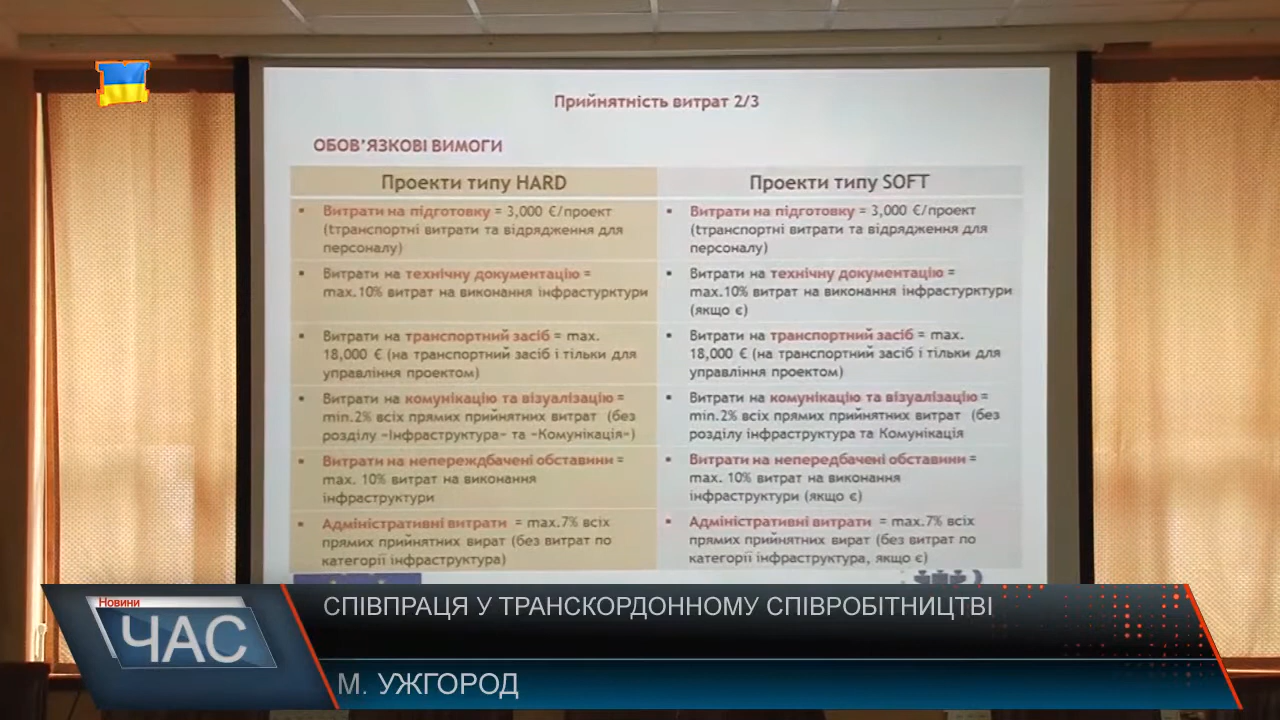 Прийнятність витрат 2/3
ОБОВ'ЯЗКОВІ ВИМОГИ
Проекти типу HARD
▪ Витрати на підготовку = 3,000 €/проект
(tтранспортні витрати та відрядження для
персоналу)
▪ Витрати на технічну документацію =
max.10% витрат на виконання інфрастурктури
▪ Витрати на транспортний засіб = max.
18,000 € (на транспортний засіб і тільки для
управління проектом)
▪ Витрати на комунікацію та візуалізацію =
min.2% всіх прямих прийнятних витрат (без
розділу «Інфраструктура» та «Комунікація»)
▪ Витрати на непереждбачені обставини =
max. 10% витрат на виконання
інфраструктури
▪ Адміністративні витрати = max.7% всіх
прямих прийнятних вират (без витрат по
категорії інфраструктура)
Проекти типу SOFT
▪ Витрати на підготовку = 3,000 €/проект
(tтранспортні витрати та відрядження для
персоналу)
▪ Витрати на технічну документацію =
max.10% витрат на виконання інфрастурктури
(якщо є)
▪ Витрати на транспортний засіб = max.
18,000 € (на транспортний засіб і тільки для
управління проектом)
▪ Витрати на комунікацію та візуалізацію =
min.2% всіх прямих прийнятних витрат (без
розділу інфраструктура та Комунікація
▪ Витрати на непередбачені обставини =
max. 10% витрат на виконання
інфраструктури (якщо є)
▪ Адміністративні витрати = max.7% всіх
прямих прийнятних вират (без витрат по
категорії інфраструктура, якщо є)
Новини
ЧАС
СПІВПРАЦЯ У ТРАНСКОРДОННОМУ СПІВРОБІТНИЦТВІ
М. УЖГОРОД